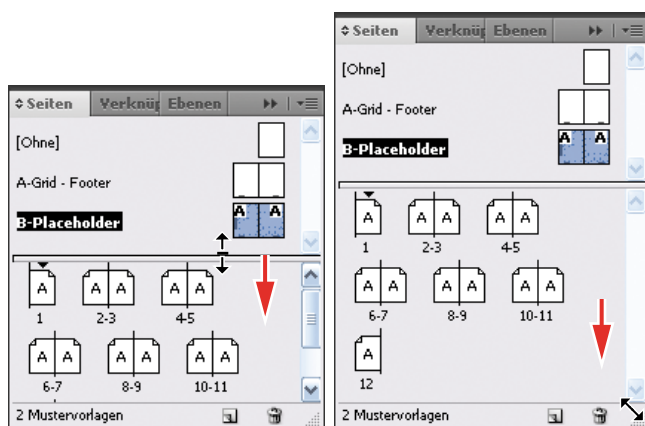 Seiten Verknüp Ebenen
[Ohne]
A-Grid - Footer
B-Placeholder
A A
A A A A A
1 2-3 4-5
A A A A A A
6-7 8-9 10-11
2 Mustervorlagen
Seiten Verknüp Ebenen
[Ohne]
A-Grid - Footer
B-Placeholder
A A
A A A A A
1 2-3 4-5
A A A A A A
6-7 8-9 10-11
A
12
2 Mustervorlagen